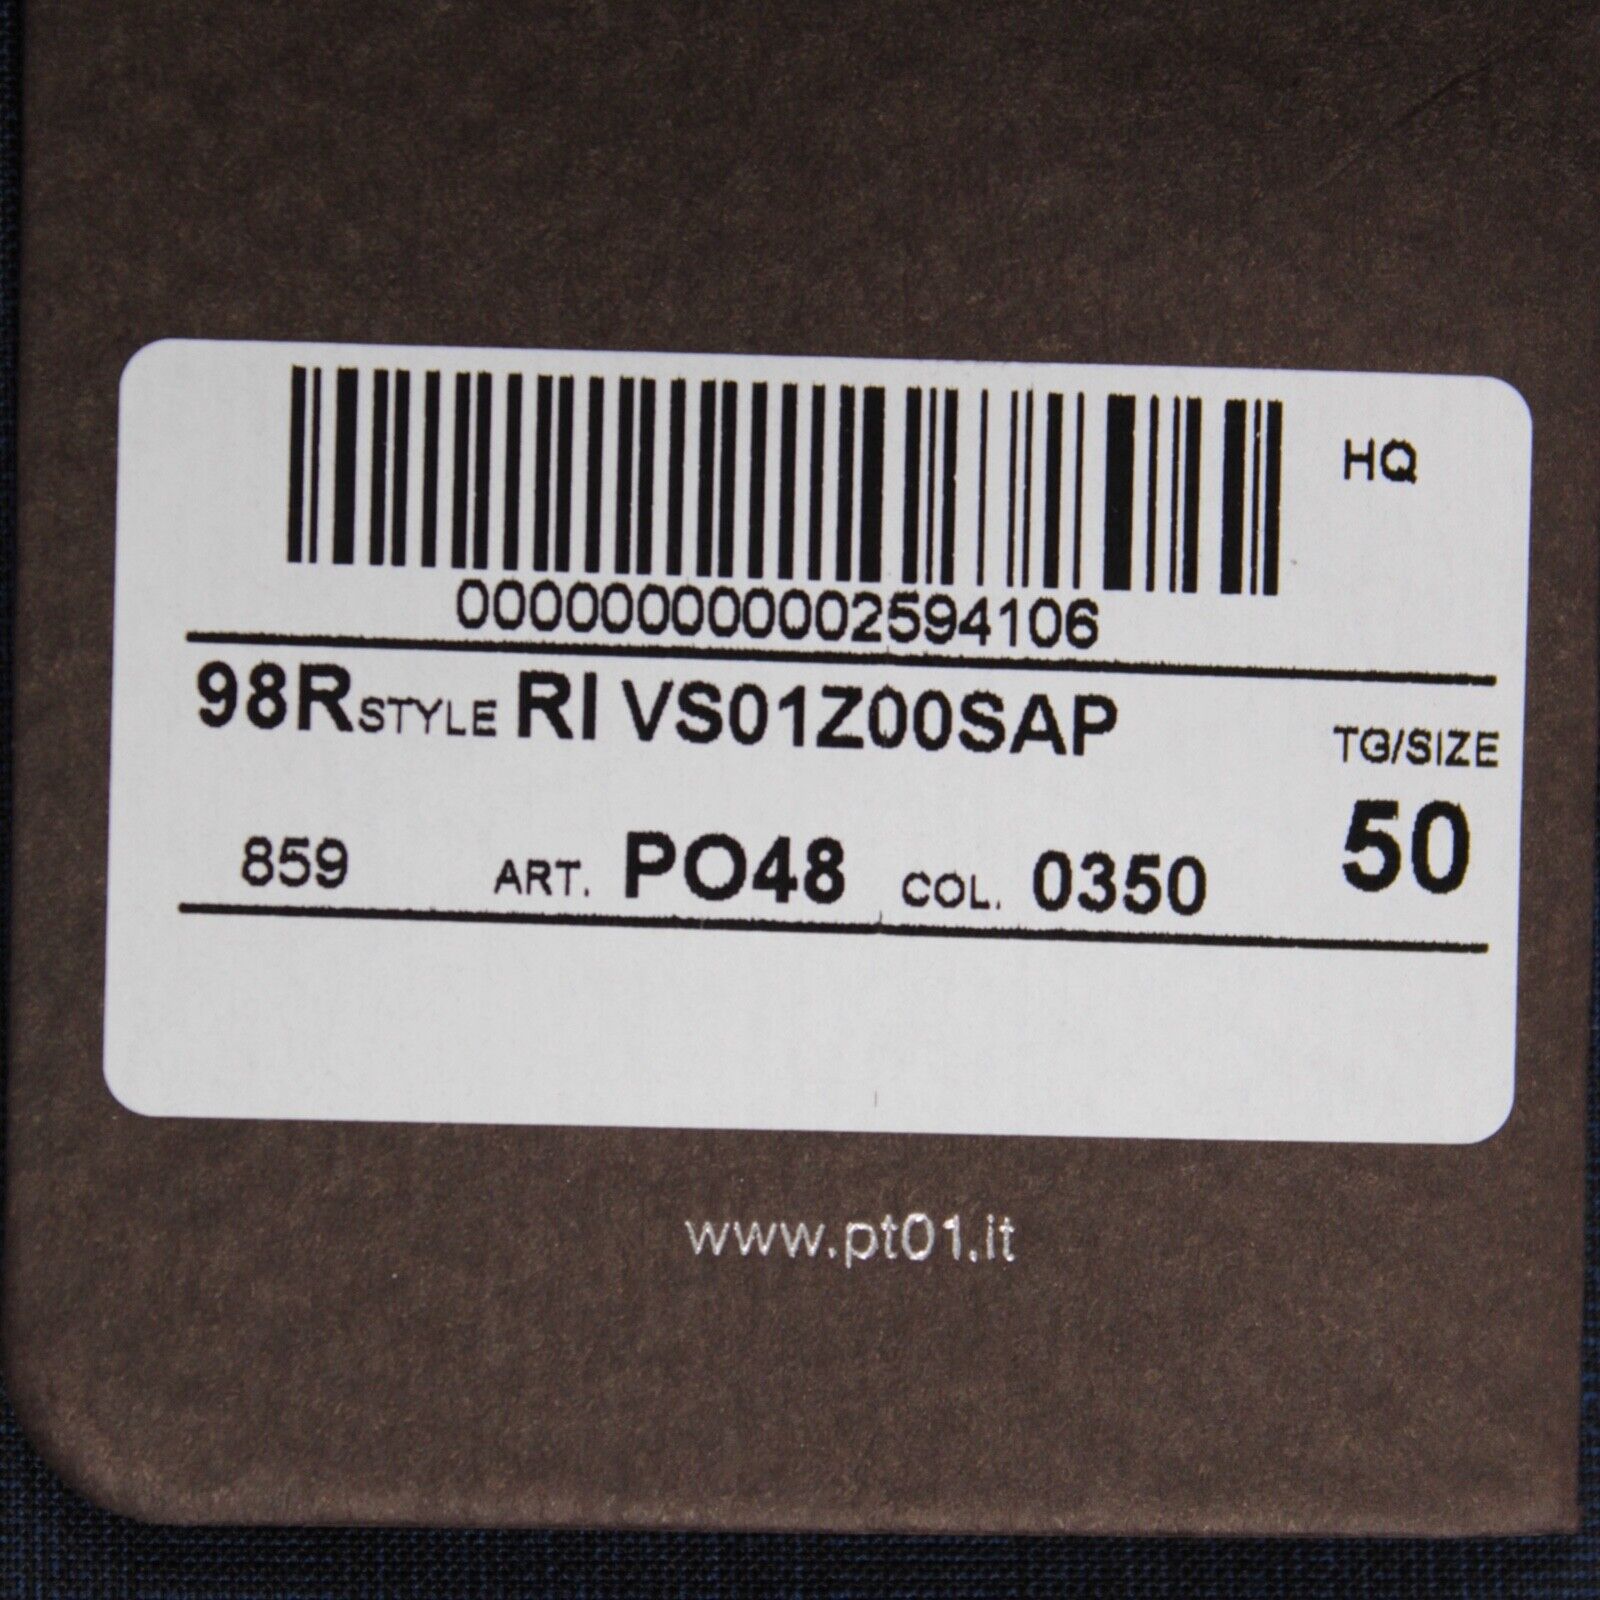 HQ
000000000002594106
98R STYLE RI VS01Z00SAP
TG/SIZE
859 ART. PO48 COL. 0350 50
www.pt01.it